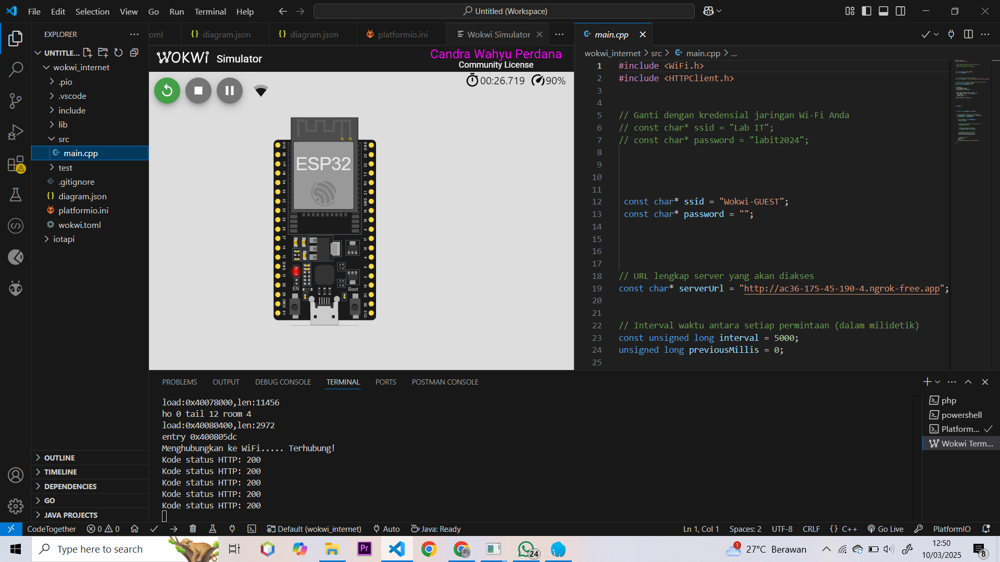 File Edit Selection View Go Run Terminal Help
Untitled (Workspace)
EXPLORER
UNTITLE...
wokwi_internet
.pio
.vscode
include
lib
src
main.cpp
test
.gitignore
diagram.json
platformio.ini
wokwi.toml
iotapi
OUTLINE
TIMELINE
DEPENDENCIES
GO
JAVA PROJECTS
oml diagram.json diagram.json platformio.ini Wokwi Simulator
WOKWI Simulator
Candra Wahyu Perdana
Community License
00:26.719 90%
ESP32
EN Boot
main.cpp
wokwi_internet > src > main.cpp > ...
1 #include <WiFi.h>
2 #include <HTTPClient.h>
3
4
5 // Ganti dengan kredensial jaringan Wi-Fi Anda
6 // const char* ssid = "Lab IT";
7 // const char* password = "labit2024";
8
9
10
11
12 const char* ssid = "Wokwi-GUEST";
13 const char* password = "";
14
15
16
17
18 // URL lengkap server yang akan diakses
19 const char* serverUrl = "http://ac36-175-45-190-4.ngrok-free.app";
20
21
22 // Interval waktu antara setiap permintaan (dalam milidetik)
23 const unsigned long interval = 5000;
24 unsigned long previousMillis = 0;
25
PROBLEMS OUTPUT DEBUG CONSOLE TERMINAL PORTS POSTMAN CONSOLE
load:0x40078000,len:11456
ho 0 tail 12 room 4
load:0x40080400,len:2972
entry 0x400805dc
Menghubungkan ke WiFi..... Terhubung!
Kode status HTTP: 200
Kode status HTTP: 200
Kode status HTTP: 200
Kode status HTTP: 200
Kode status HTTP: 200
php
powershell
Platform...
Wokwi Term...
CodeTogether 0 0 Default (wokwi_internet) Auto Java: Ready
Ln 1, Col 1 Spaces: 2 UTF-8 CRLF {} C++ Go Live PlatformIO
Type here to search
Pr
24
1
27°C Berawan
12:50
10/03/2025
8